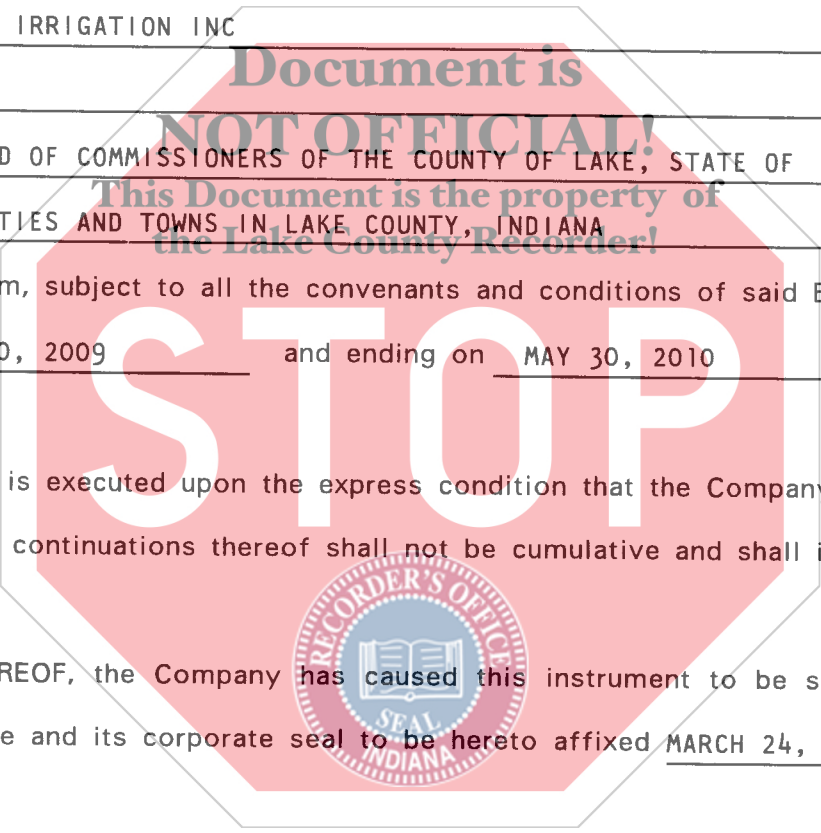 IRRIGATION INC
Document is
NOT OFFICIAL!
D OF COMMISSIONERS OF THE COUNTY OF LAKE, STATE OF
This Document is the property of
TIES AND TOWNS IN LAKE COUNTY, INDIANA
the Lake County Recorder!
m, subject to all the convenants and conditions of said B
0, 2009 and ending on MAY 30, 2010
STOP
is executed upon the express condition that the Company
continuations thereof shall not be cumulative and shall i
RECORDER'S OFFICE
REOF, the Company has caused this instrument to be s
SEAL
e and its corporate seal to be hereto affixed MARCH 24,
INDIANA